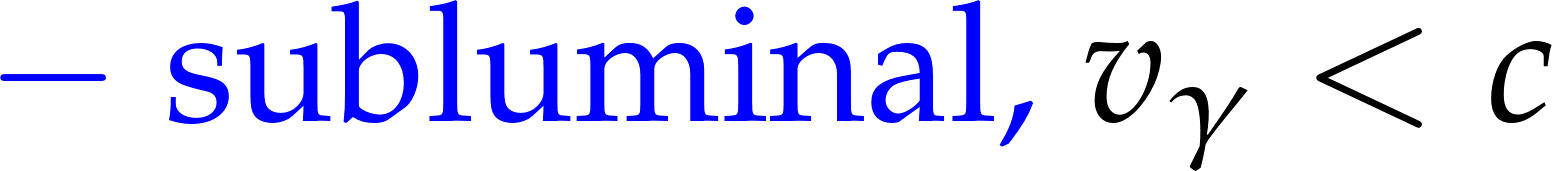 − subluminal, v_γ < c